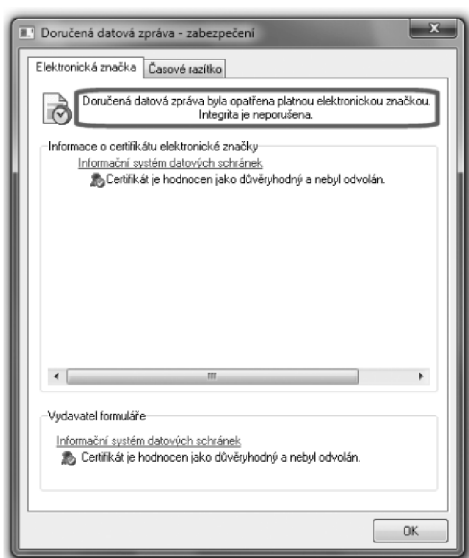 Doručená datová zpráva - zabezpečení
Elektronická značka
Časové razítko
Doručená datová zpráva byla opatřena platnou elektronickou značkou.
Integrita je neporušena.
Informace o certifikátu elektronické značky
Informační systém datových schránek
Certifikát je hodnocen jako důvěryhodný a nebyl odvolán.
Vydavatel formuláře
Informační systém datových schránek
Certifikát je hodnocen jako důvěryhodný a nebyl odvolán.
OK